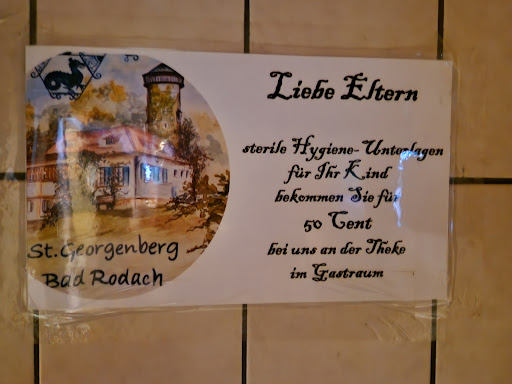 Liebe Eltern
sterile Hygiene-Unterlagen
für Ihr Kind
bekommen Sie für
50 Cent
bei uns an der Theke
im Gastraum
St. Georgenberg
Bad Rodach